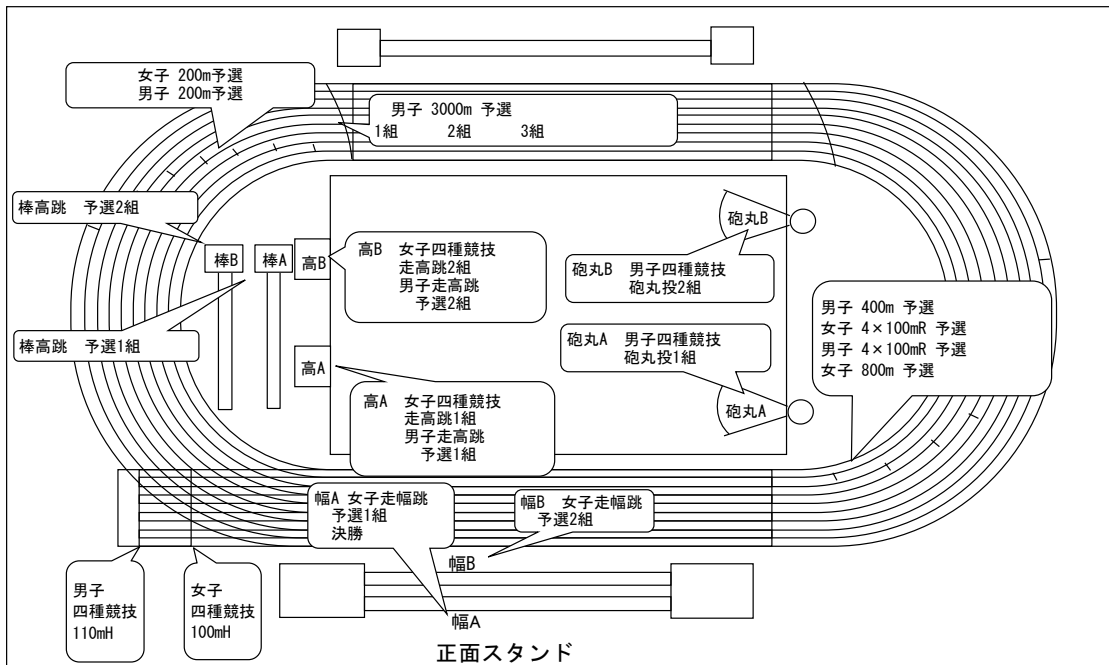 女子 200m予選
男子 200m予選
男子 3000m 予選
1組 2組 3組
棒高跳 予選2組
棒B
棒A
高B
高B 女子四種競技
走高跳2組
男子走高跳
予選2組
砲丸B
砲丸B 男子四種競技
砲丸投2組
棒高跳 予選1組
高A
高A 女子四種競技
走高跳1組
男子走高跳
予選1組
砲丸A 男子四種競技
砲丸投1組
砲丸A
男子 400m 予選
女子 4×100mR 予選
男子 4×100mR 予選
女子 800m 予選
幅A 女子走幅跳
予選1組
決勝
幅B 女子走幅跳
予選2組
幅B
幅A
男子
四種競技
110mH
女子
四種競技
100mH
正面スタンド